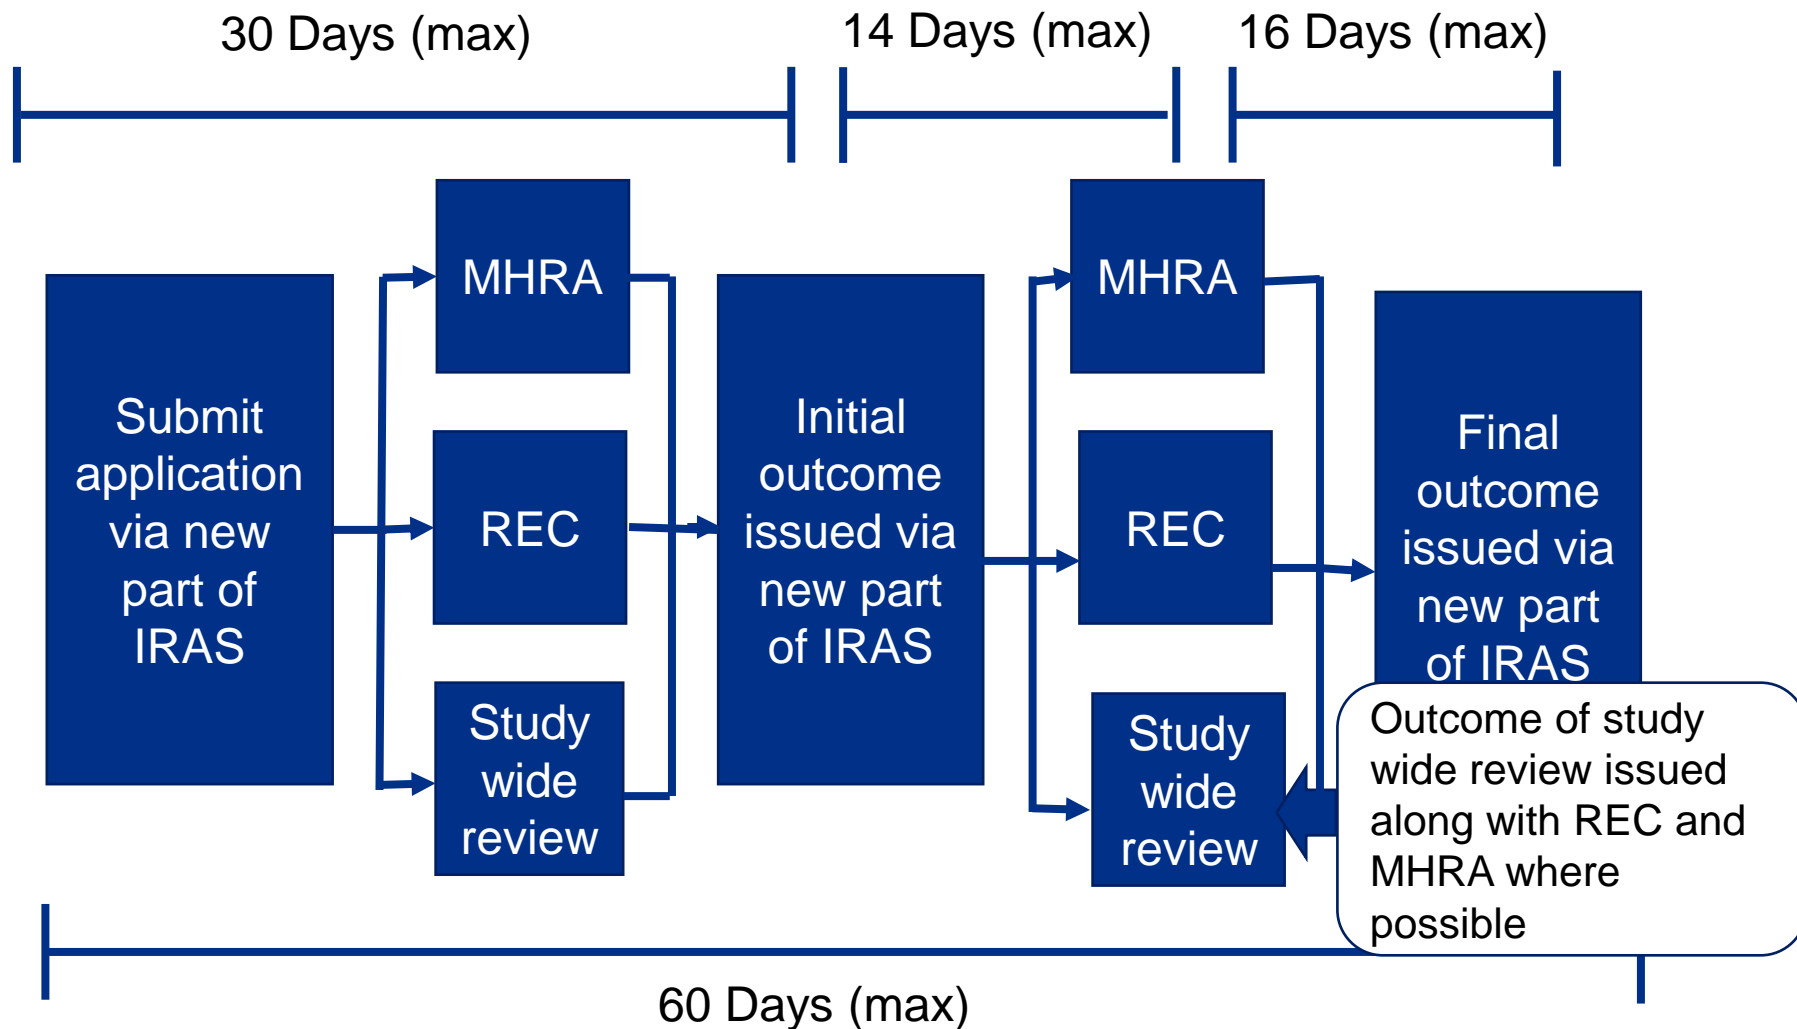 30 Days (max)
14 Days (max)
16 Days (max)
Submit
application
via new
part of
IRAS
MHRA
REC
Study
wide
review
Initial
outcome
issued via
new part
of IRAS
MHRA
REC
Study
wide
review
Final
outcome
issued via
new part
of IRAS
Outcome of study
wide review issued
along with REC and
MHRA where
possible
60 Days (max)